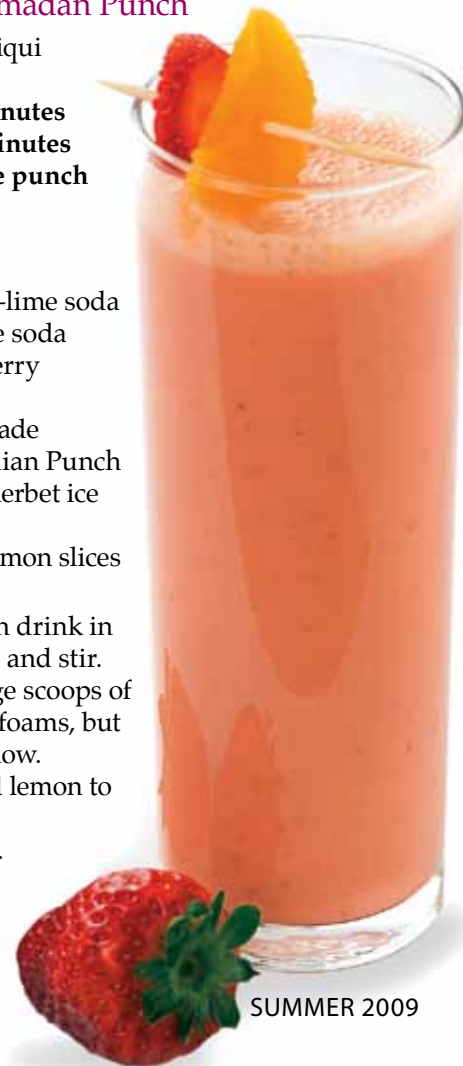 madan Punch
iqui
nutes
inutes
e punch
-lime soda
e soda
erry
ade
ian Punch
erbet ice
mon slices
n drink in
and stir.
ge scoops of
foams, but
ow.
l lemon to
.
SUMMER 2009